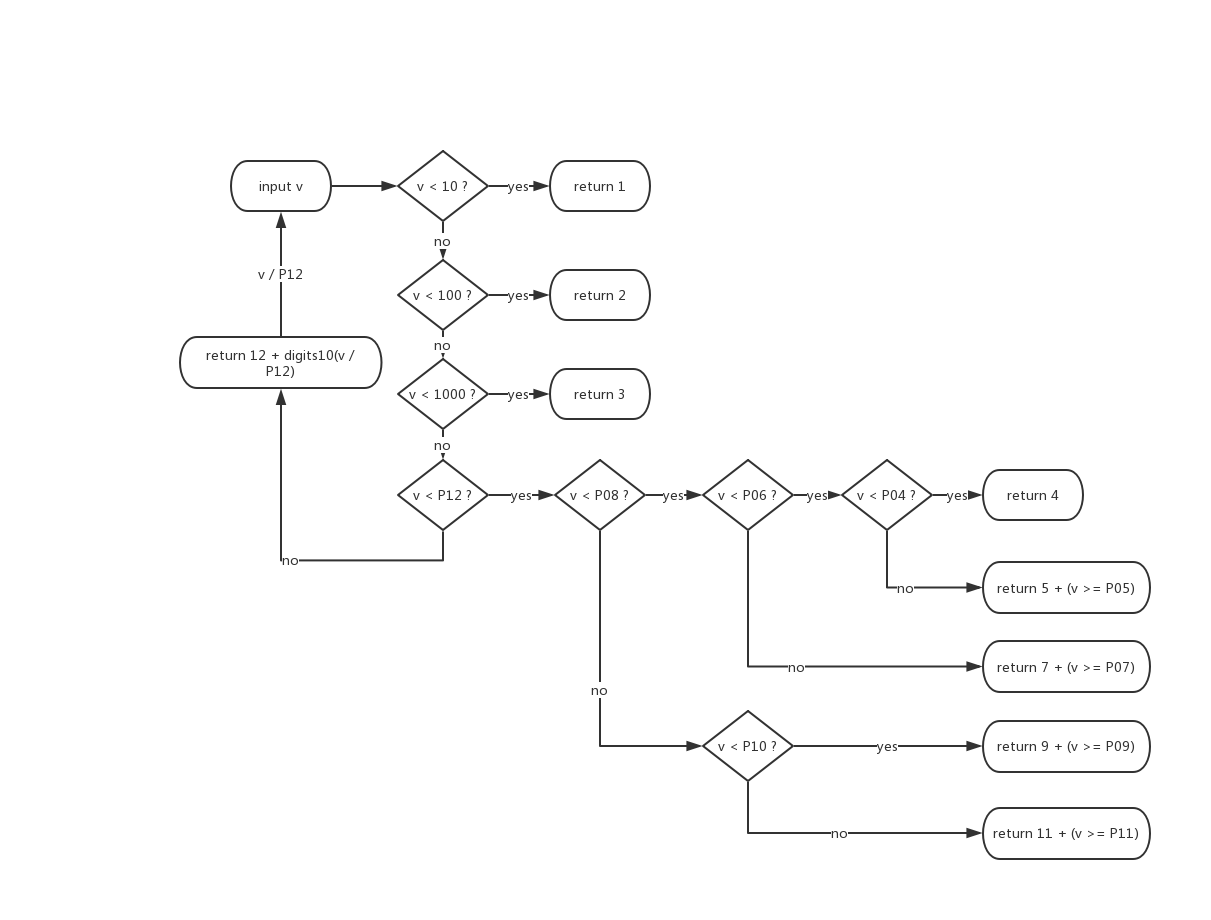 input v
v < 10 ?
yes
return 1
no
v / P12
v < 100 ?
yes
return 2
no
return 12 + digits10(v /
P12)
v < 1000 ?
yes
return 3
no
v < P12 ?
yes
v < P08 ?
yes
v < P06 ?
yes
v < P04 ?
yes
return 4
no
no
return 5 + (v >= P05)
no
return 7 + (v >= P07)
no
v < P10 ?
yes
return 9 + (v >= P09)
no
return 11 + (v >= P11)